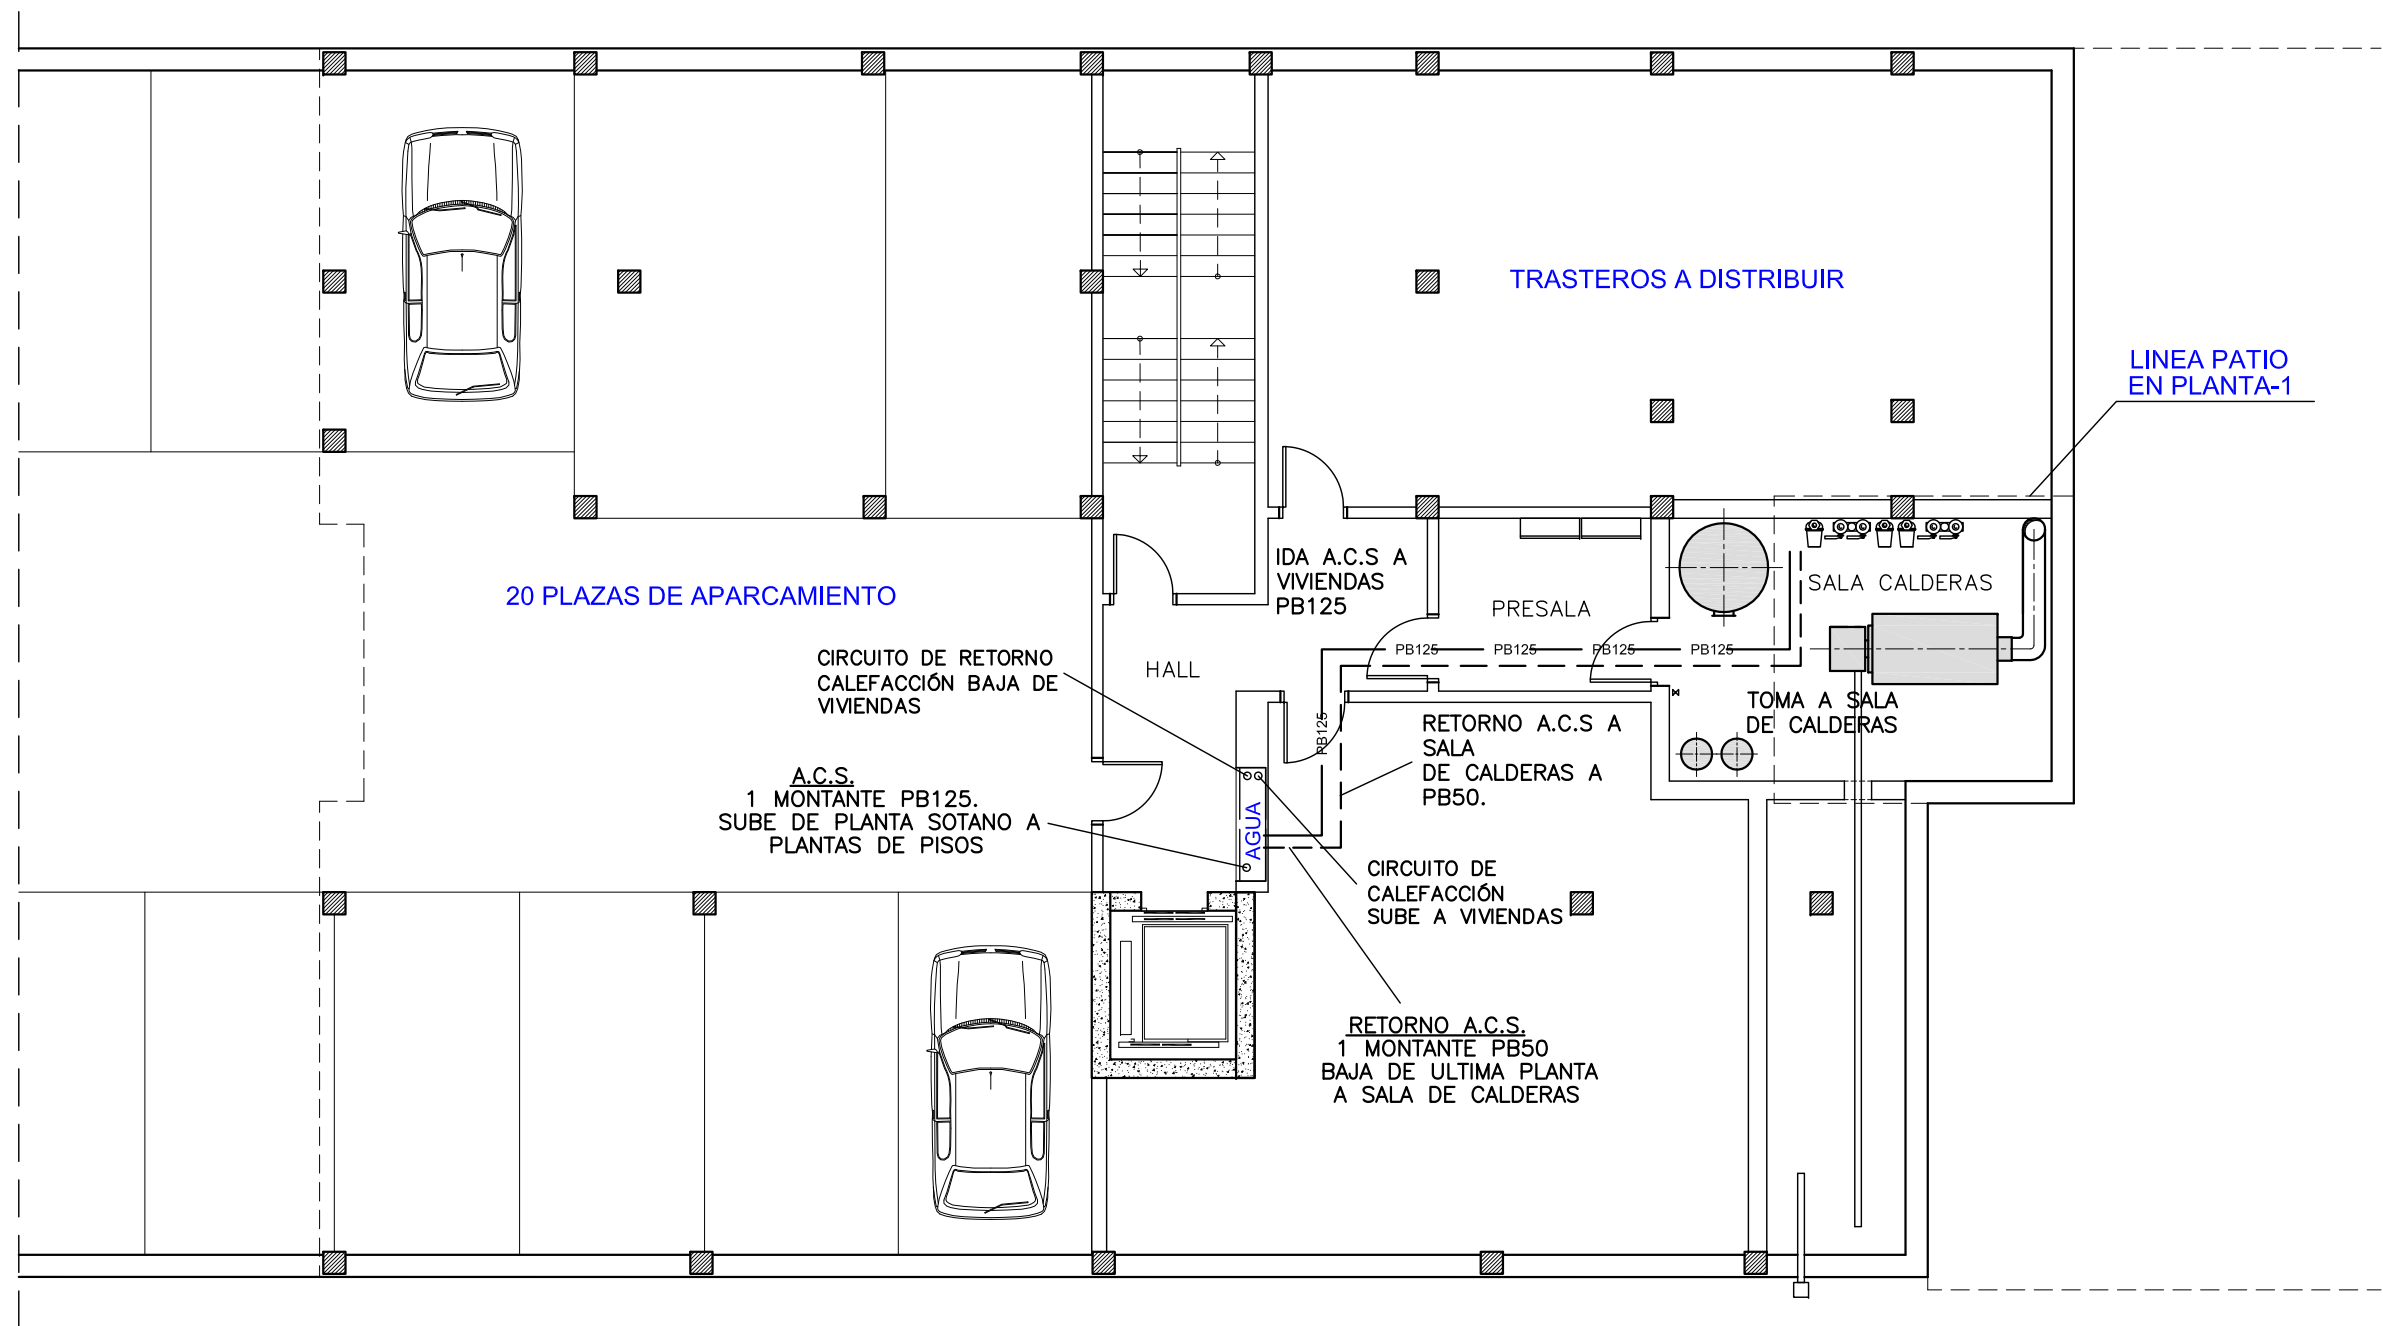 TRASTEROS A DISTRIBUIR
LINEA PATIO
EN PLANTA-1
20 PLAZAS DE APARCAMIENTO
IDA A.C.S A
VIVIENDAS
PB125
PRESALA
SALA CALDERAS
PB125
PB125
PB125
PB125
CIRCUITO DE RETORNO
CALEFACCIÓN BAJA DE
VIVIENDAS
HALL
TOMA A SALA
DE CALDERAS
PB125
RETORNO A.C.S A
SALA
DE CALDERAS A
PB50.
A.C.S.
1 MONTANTE PB125.
SUBE DE PLANTA SOTANO A
PLANTAS DE PISOS
AGUA
CIRCUITO DE
CALEFACCIÓN
SUBE A VIVIENDAS
RETORNO A.C.S.
1 MONTANTE PB50
BAJA DE ULTIMA PLANTA
A SALA DE CALDERAS